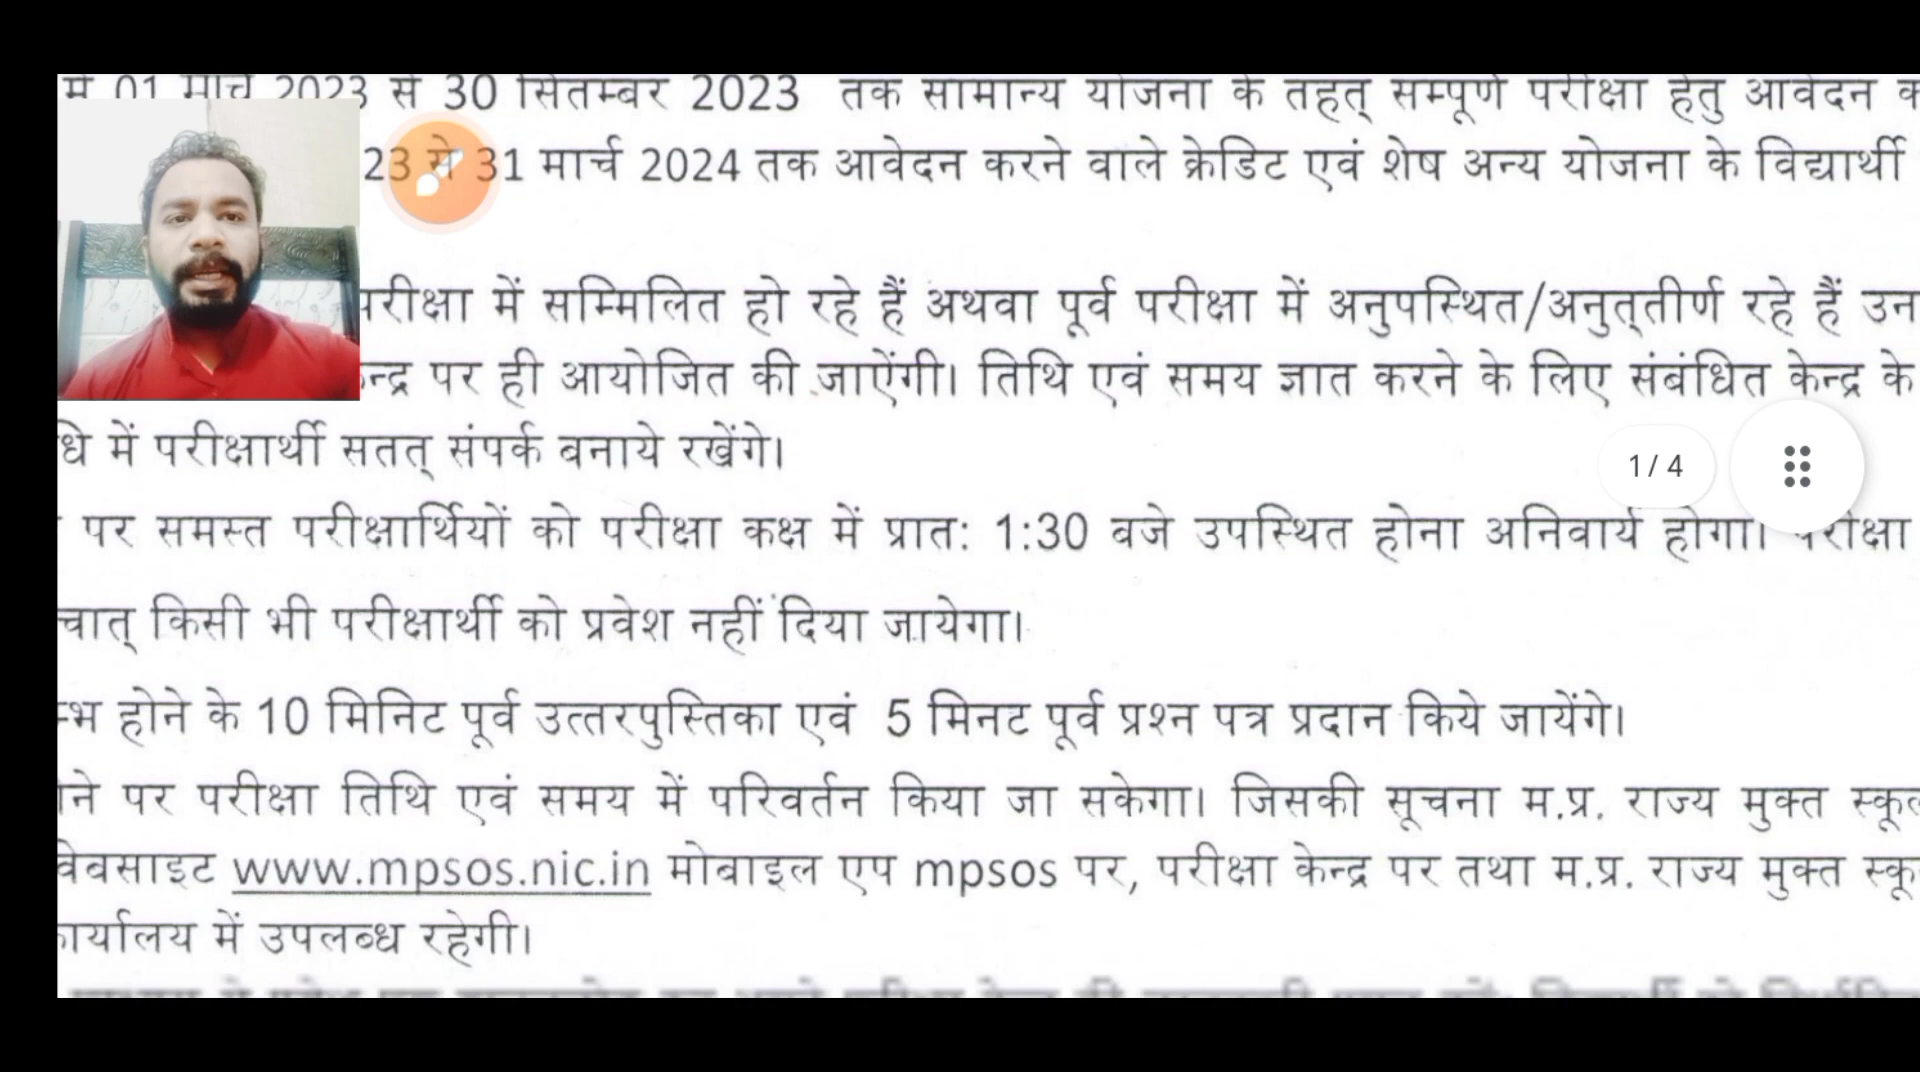 में 01 मार्च 2023 से 30 सितम्बर 2023 तक सामान्य योजना के तहत् सम्पूर्ण परीक्षा हेतु आवेदन
23 से 31 मार्च 2024 तक आवेदन करने वाले क्रेडिट एवं शेष अन्य योजना के विद्यार्थी
परीक्षा में सम्मिलित हो रहे हैं अथवा पूर्व परीक्षा में अनुपस्थित/अनुत्तीर्ण रहे हैं उन
न्द्र पर ही आयोजित की जाऐंगी। तिथि एवं समय ज्ञात करने के लिए संबंधित केन्द्र के
धि में परीक्षार्थी सतत् संपर्क बनाये रखेंगे।
1 / 4
पर समस्त परीक्षार्थियों को परीक्षा कक्ष में प्रात: 1:30 बजे उपस्थित होना अनिवार्य होगा। परीक्षा
चात् किसी भी परीक्षार्थी को प्रवेश नहीं दिया जायेगा।
म्भ होने के 10 मिनिट पूर्व उत्तरपुस्तिका एवं 5 मिनट पूर्व प्रश्न पत्र प्रदान किये जायेंगे।
ने पर परीक्षा तिथि एवं समय में परिवर्तन किया जा सकेगा। जिसकी सूचना म.प्र. राज्य मुक्त स्कूल
वेबसाइट www.mpsos.nic.in मोबाइल एप mpsos पर, परीक्षा केन्द्र पर तथा म.प्र. राज्य मुक्त स्कू
कार्यालय में उपलब्ध रहेगी।